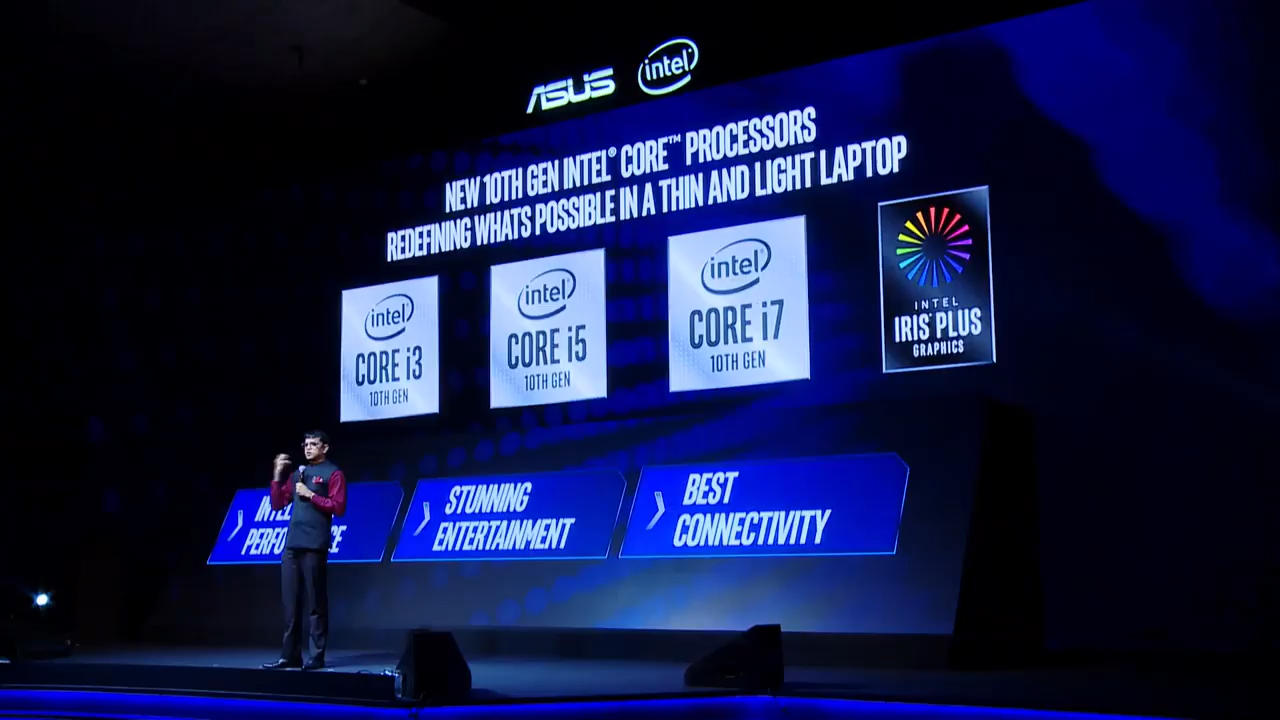 ASUS intel
NEW 10TH GEN INTEL® CORE™ PROCESSORS
REDEFINING WHATS POSSIBLE IN A THIN AND LIGHT LAPTOP
intel
CORE i3
10TH GEN
intel
CORE i5
10TH GEN
intel
CORE i7
10TH GEN
INTEL
IRIS® PLUS
GRAPHICS
STUNNING
ENTERTAINMENT
BEST
CONNECTIVITY